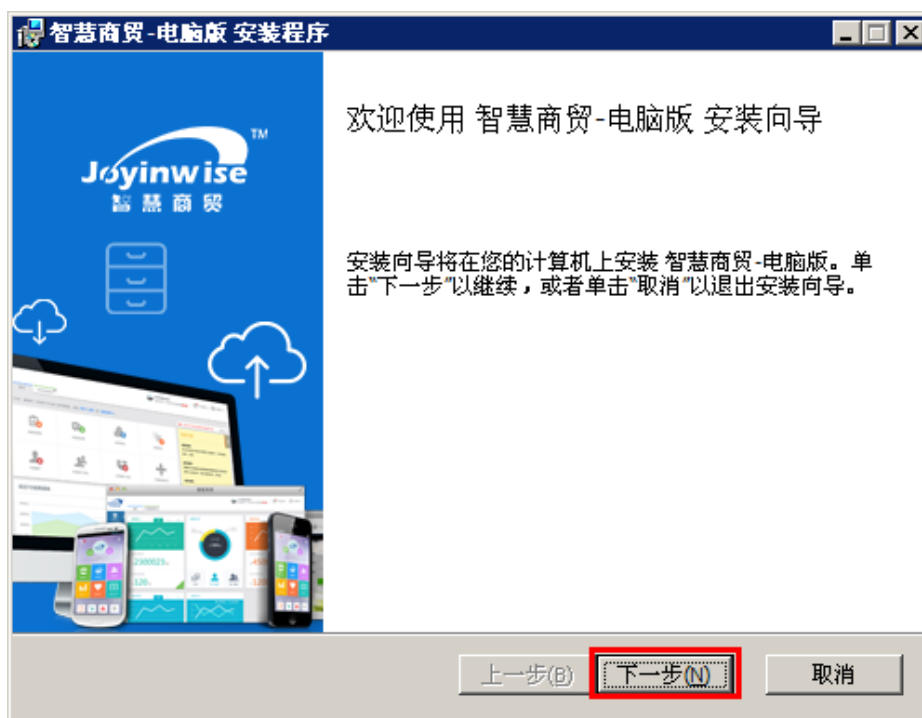 智慧商贸-电脑版 安装程序
Joyinwise TM
智慧商贸
欢迎使用 智慧商贸-电脑版 安装向导
安装向导将在您的计算机上安装 智慧商贸-电脑版。单
击“下一步”以继续，或者单击“取消”以退出安装向导。
2300023
上一步(B)
下一步(N)
取消